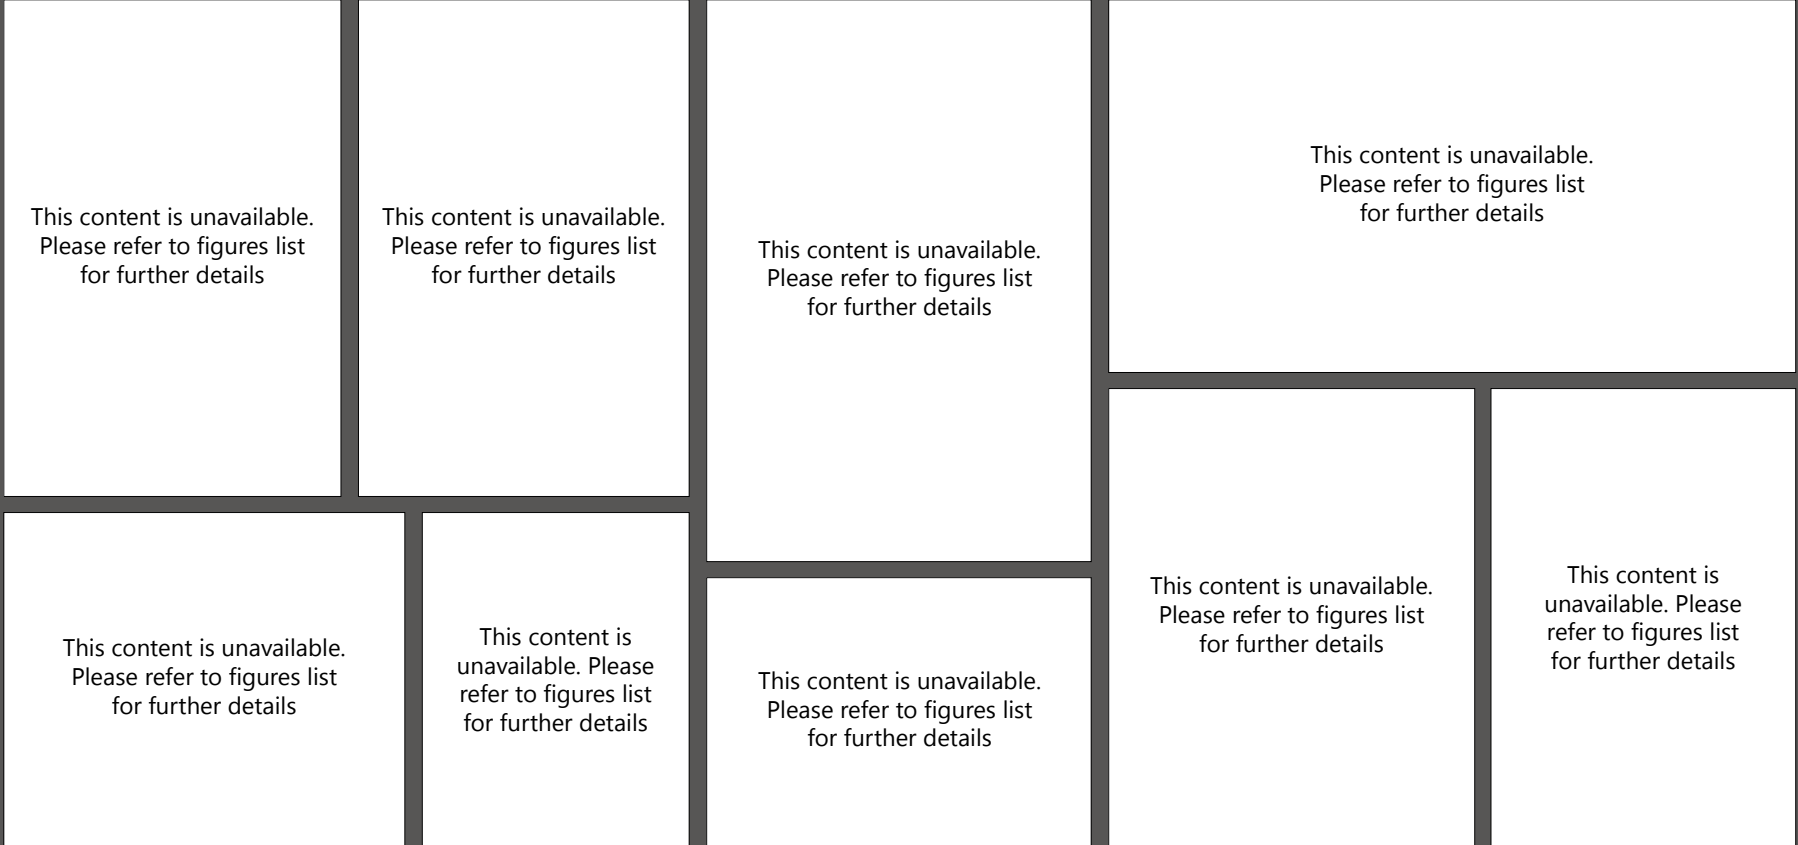 This content is unavailable.
Please refer to figures list
for further details
This content is unavailable.
Please refer to figures list
for further details
This content is unavailable.
Please refer to figures list
for further details
This content is unavailable.
Please refer to figures list
for further details
This content is unavailable.
Please refer to figures list
for further details
This content is
unavailable. Please
refer to figures list
for further details
This content is unavailable.
Please refer to figures list
for further details
This content is unavailable.
Please refer to figures list
for further details
This content is
unavailable. Please
refer to figures list
for further details